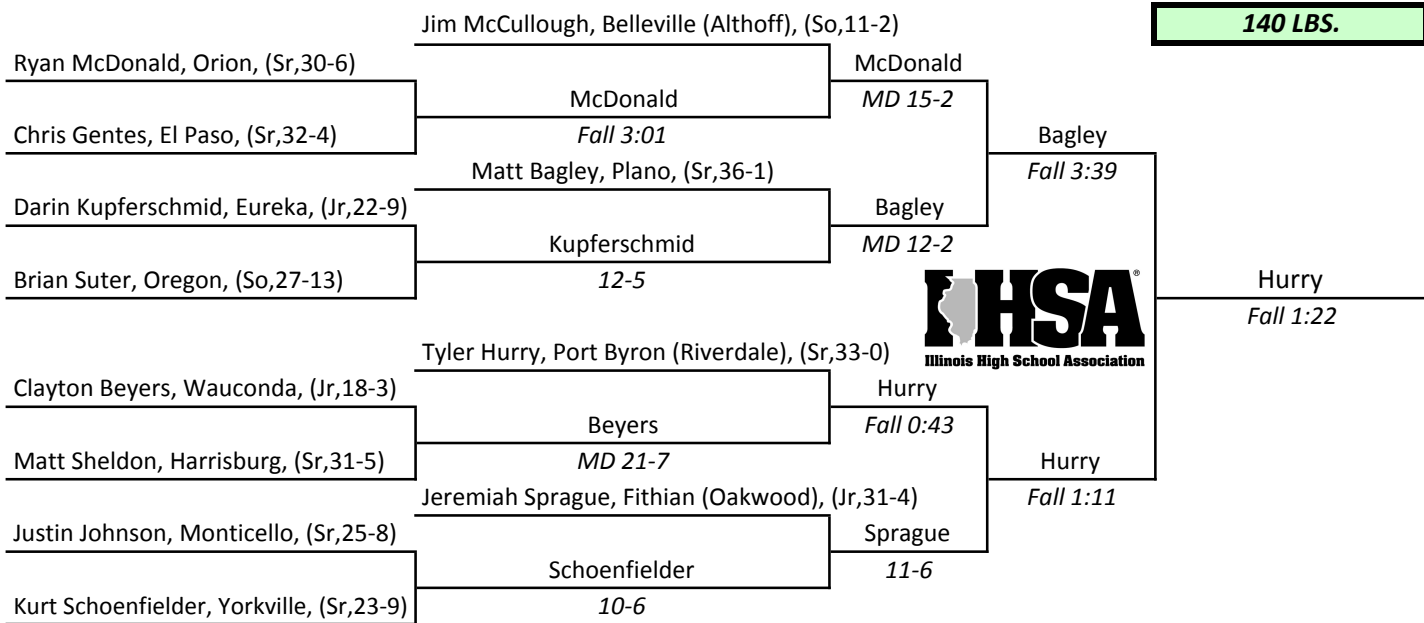 Jim McCullough, Belleville (Althoff), (So,11-2)
140 LBS.
Ryan McDonald, Orion, (Sr,30-6)
McDonald
McDonald
MD 15-2
Chris Gentes, El Paso, (Sr,32-4)
Fall 3:01
Bagley
Matt Bagley, Plano, (Sr,36-1)
Fall 3:39
Darin Kupferschmid, Eureka, (Jr,22-9)
Bagley
Kupferschmid
MD 12-2
Brian Suter, Oregon, (So,27-13)
12-5
IHSA®
Illinois High School Association
Hurry
Fall 1:22
Tyler Hurry, Port Byron (Riverdale), (Sr,33-0)
Clayton Beyers, Wauconda, (Jr,18-3)
Hurry
Beyers
Fall 0:43
Matt Sheldon, Harrisburg, (Sr,31-5)
MD 21-7
Hurry
Jeremiah Sprague, Fithian (Oakwood), (Jr,31-4)
Fall 1:11
Justin Johnson, Monticello, (Sr,25-8)
Sprague
Schoenfielder
11-6
Kurt Schoenfielder, Yorkville, (Sr,23-9)
10-6